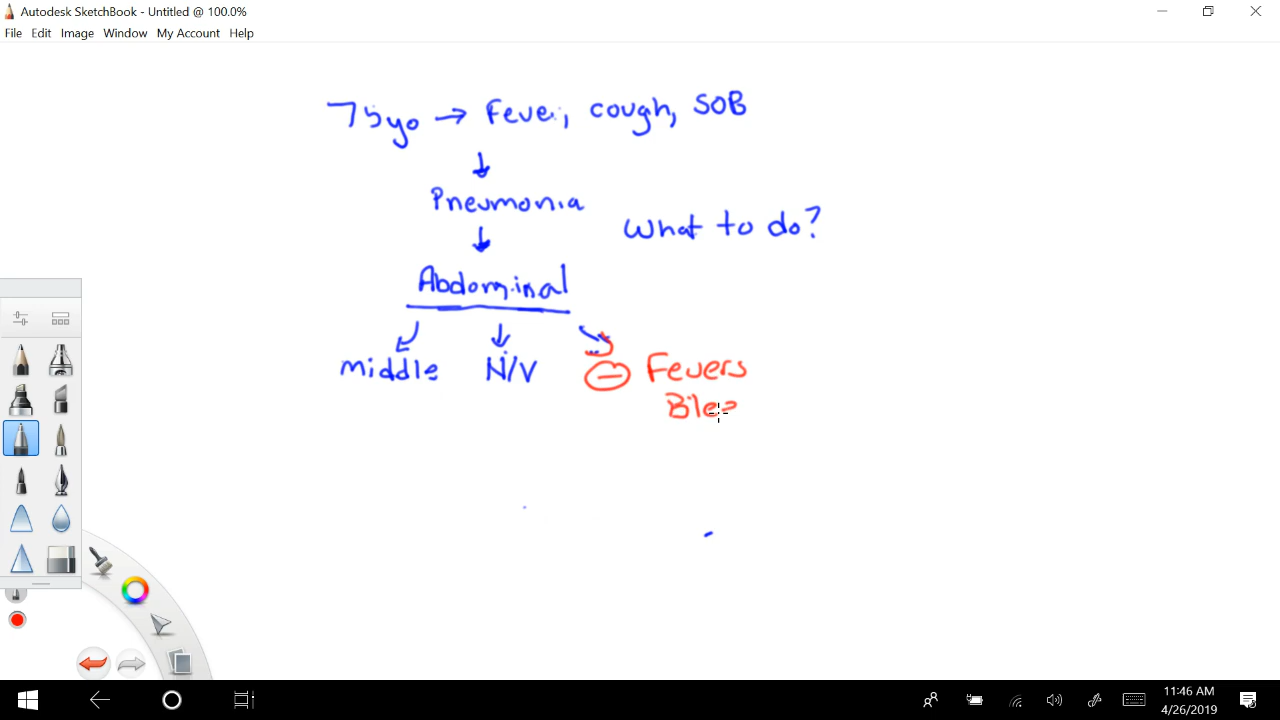 Autodesk SketchBook - Untitled @ 100.0%
File Edit Image Window My Account Help
75yo → Fever, cough, SOB
Pneumonia
What to do?
Abdominal
middle N/V Fevers
11:46 AM
4/26/2019